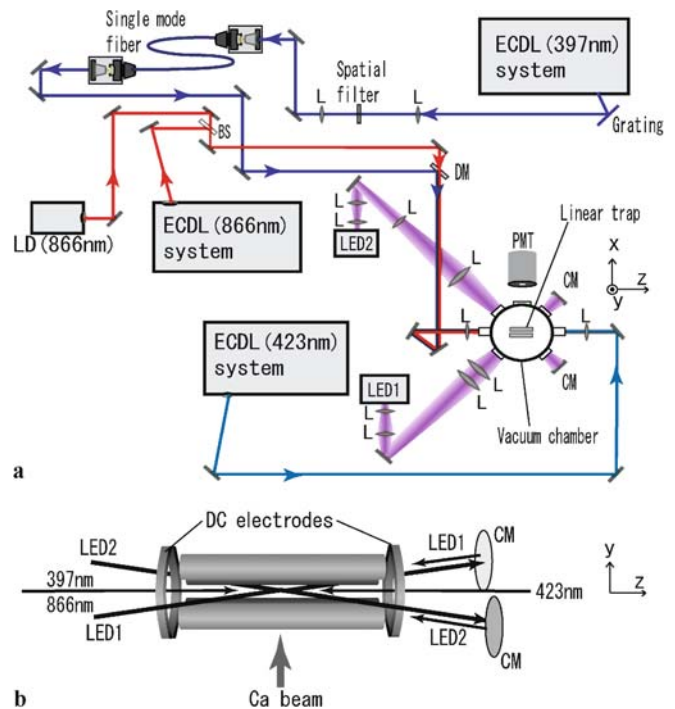 Single mode
fiber
ECDL (397nm)
system
Spatial
filter
L
L
Grating
BS
DM
LD (866nm)
ECDL (866nm)
system
L
L
LED2
L
L
PMT
Linear trap
CM
x
y
z
L
L
ECDL (423nm)
system
LED1
L
L
L
L
CM
Vacuum chamber
a
DC electrodes
LED2
LED1
CM
y
z
397nm
866nm
423nm
LED1
LED2
CM
b
Ca beam